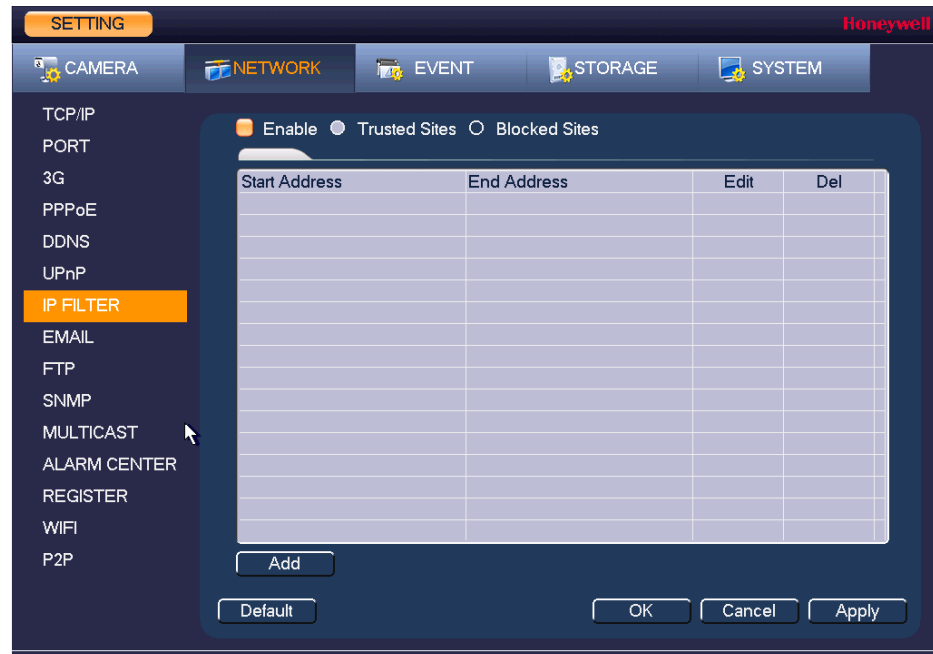 SETTING
Honeywell
CAMERA NETWORK EVENT STORAGE SYSTEM
TCP/IP
PORT
3G
PPPoE
DDNS
UPnP
IP FILTER
EMAIL
FTP
SNMP
MULTICAST
ALARM CENTER
REGISTER
WIFI
P2P
Enable Trusted Sites Blocked Sites
Start Address End Address Edit Del
Add
Default OK Cancel Apply